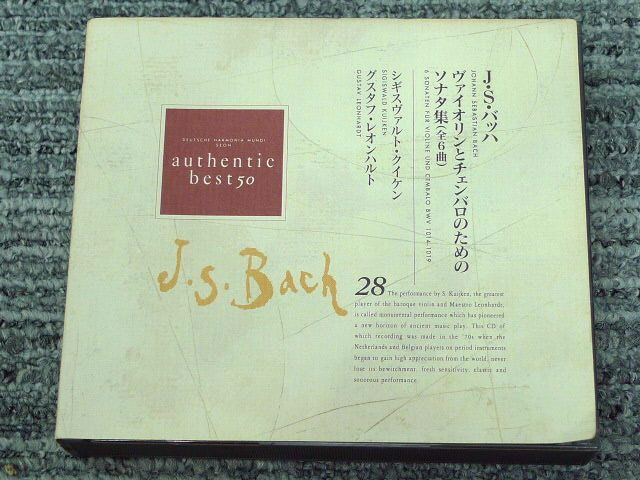 J・S・バッハ
JOHANN SEBASTIAN BACH
ヴァイオリンとチェンバロのための
ソナタ集〈全6曲〉
6 SONATEN FÜR VIOLINE UND CEMBALO BWV 1014-1019
シギスヴァルト・クイケン
SIGISWALD KUIJKEN
グスタフ・レオンハルト
GUSTAV LEONHARDT
DEUTSCHE HARMONIA MUNDI
SEON
authentic
best50
J.S.Bach
28 The performance by S. Kuijken, the greatest
player of the baroque violin and Maestro Leonhardt,
is called monumental performance which has pioneered
a new horizon of ancient music play. This CD of
which recording was made in the '70s when the
Netherlands and Belgian players on period instruments
began to gain high appreciation from the world, never
lose its bewitchment, fresh sensitivity, elastic and
sonorous performance.